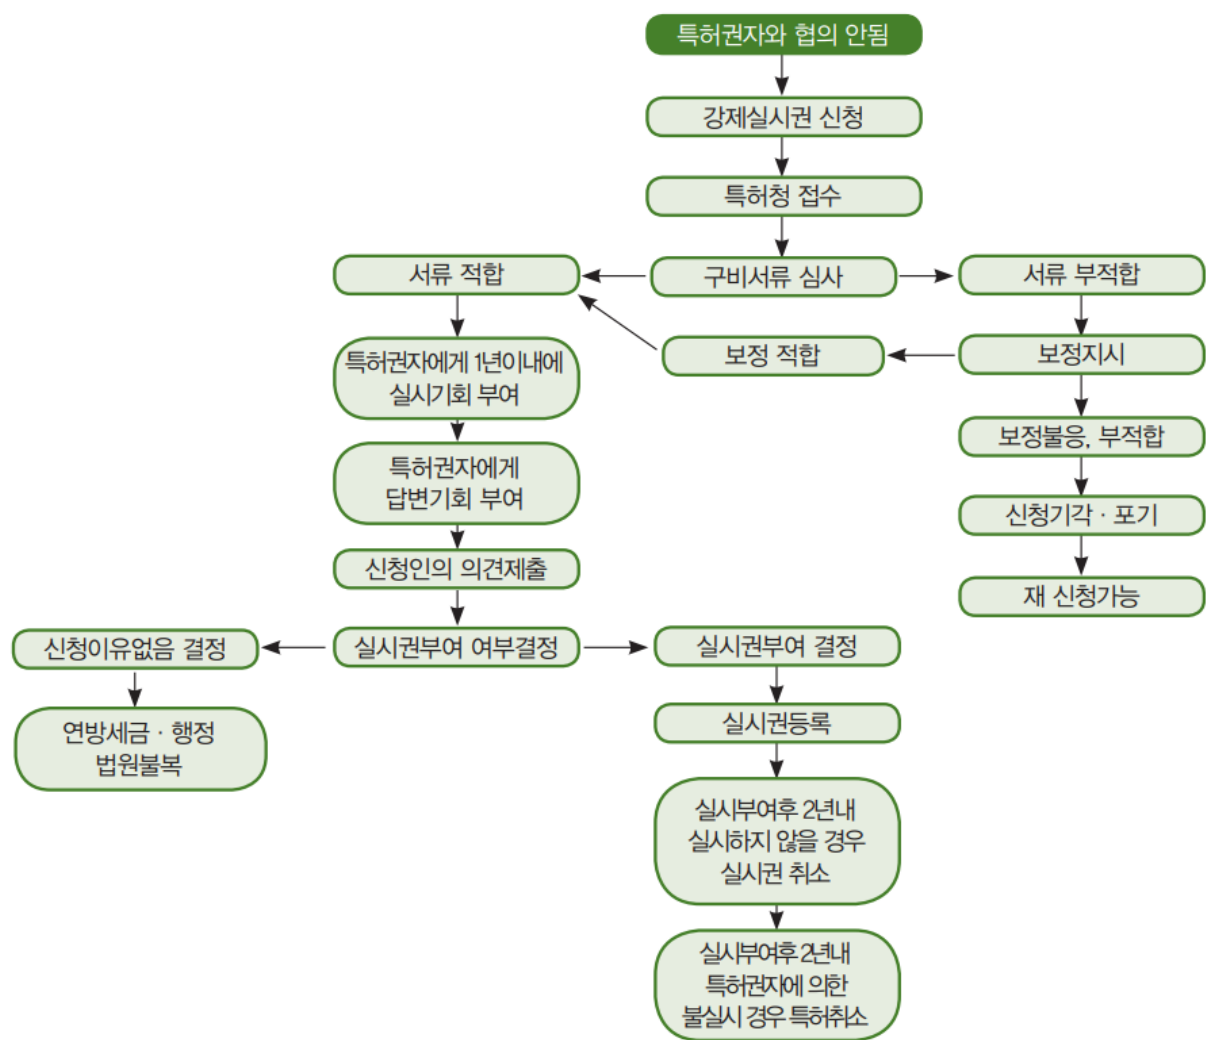 특허권자와 협의 안됨
강제실시권 신청
특허청 접수
서류 적합
구비서류 심사
서류 부적합
특허권자에게 1년이내에
실시기회 부여
보정 적합
보정지시
보정불응, 부적합
특허권자에게
답변기회 부여
신청기각 · 포기
신청인의 의견제출
재 신청가능
신청이유없음 결정
실시권부여 여부결정
실시권부여 결정
연방세금 · 행정
법원불복
실시권등록
실시부여후 2년내
실시하지 않을 경우
실시권 취소
실시부여후 2년내
특허권자에 의한
불실시 경우 특허취소